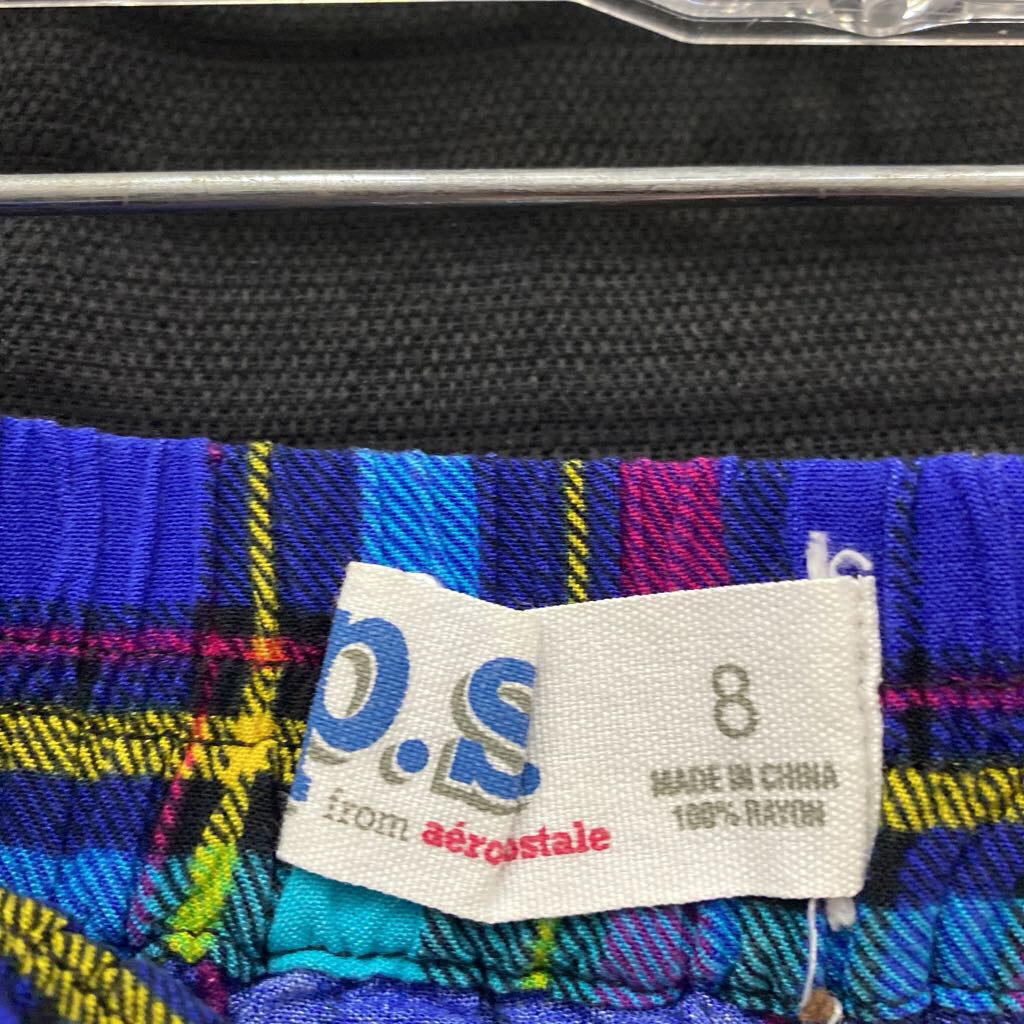 p.s
from aéropostale
8
MADE IN CHINA
100% RAYON